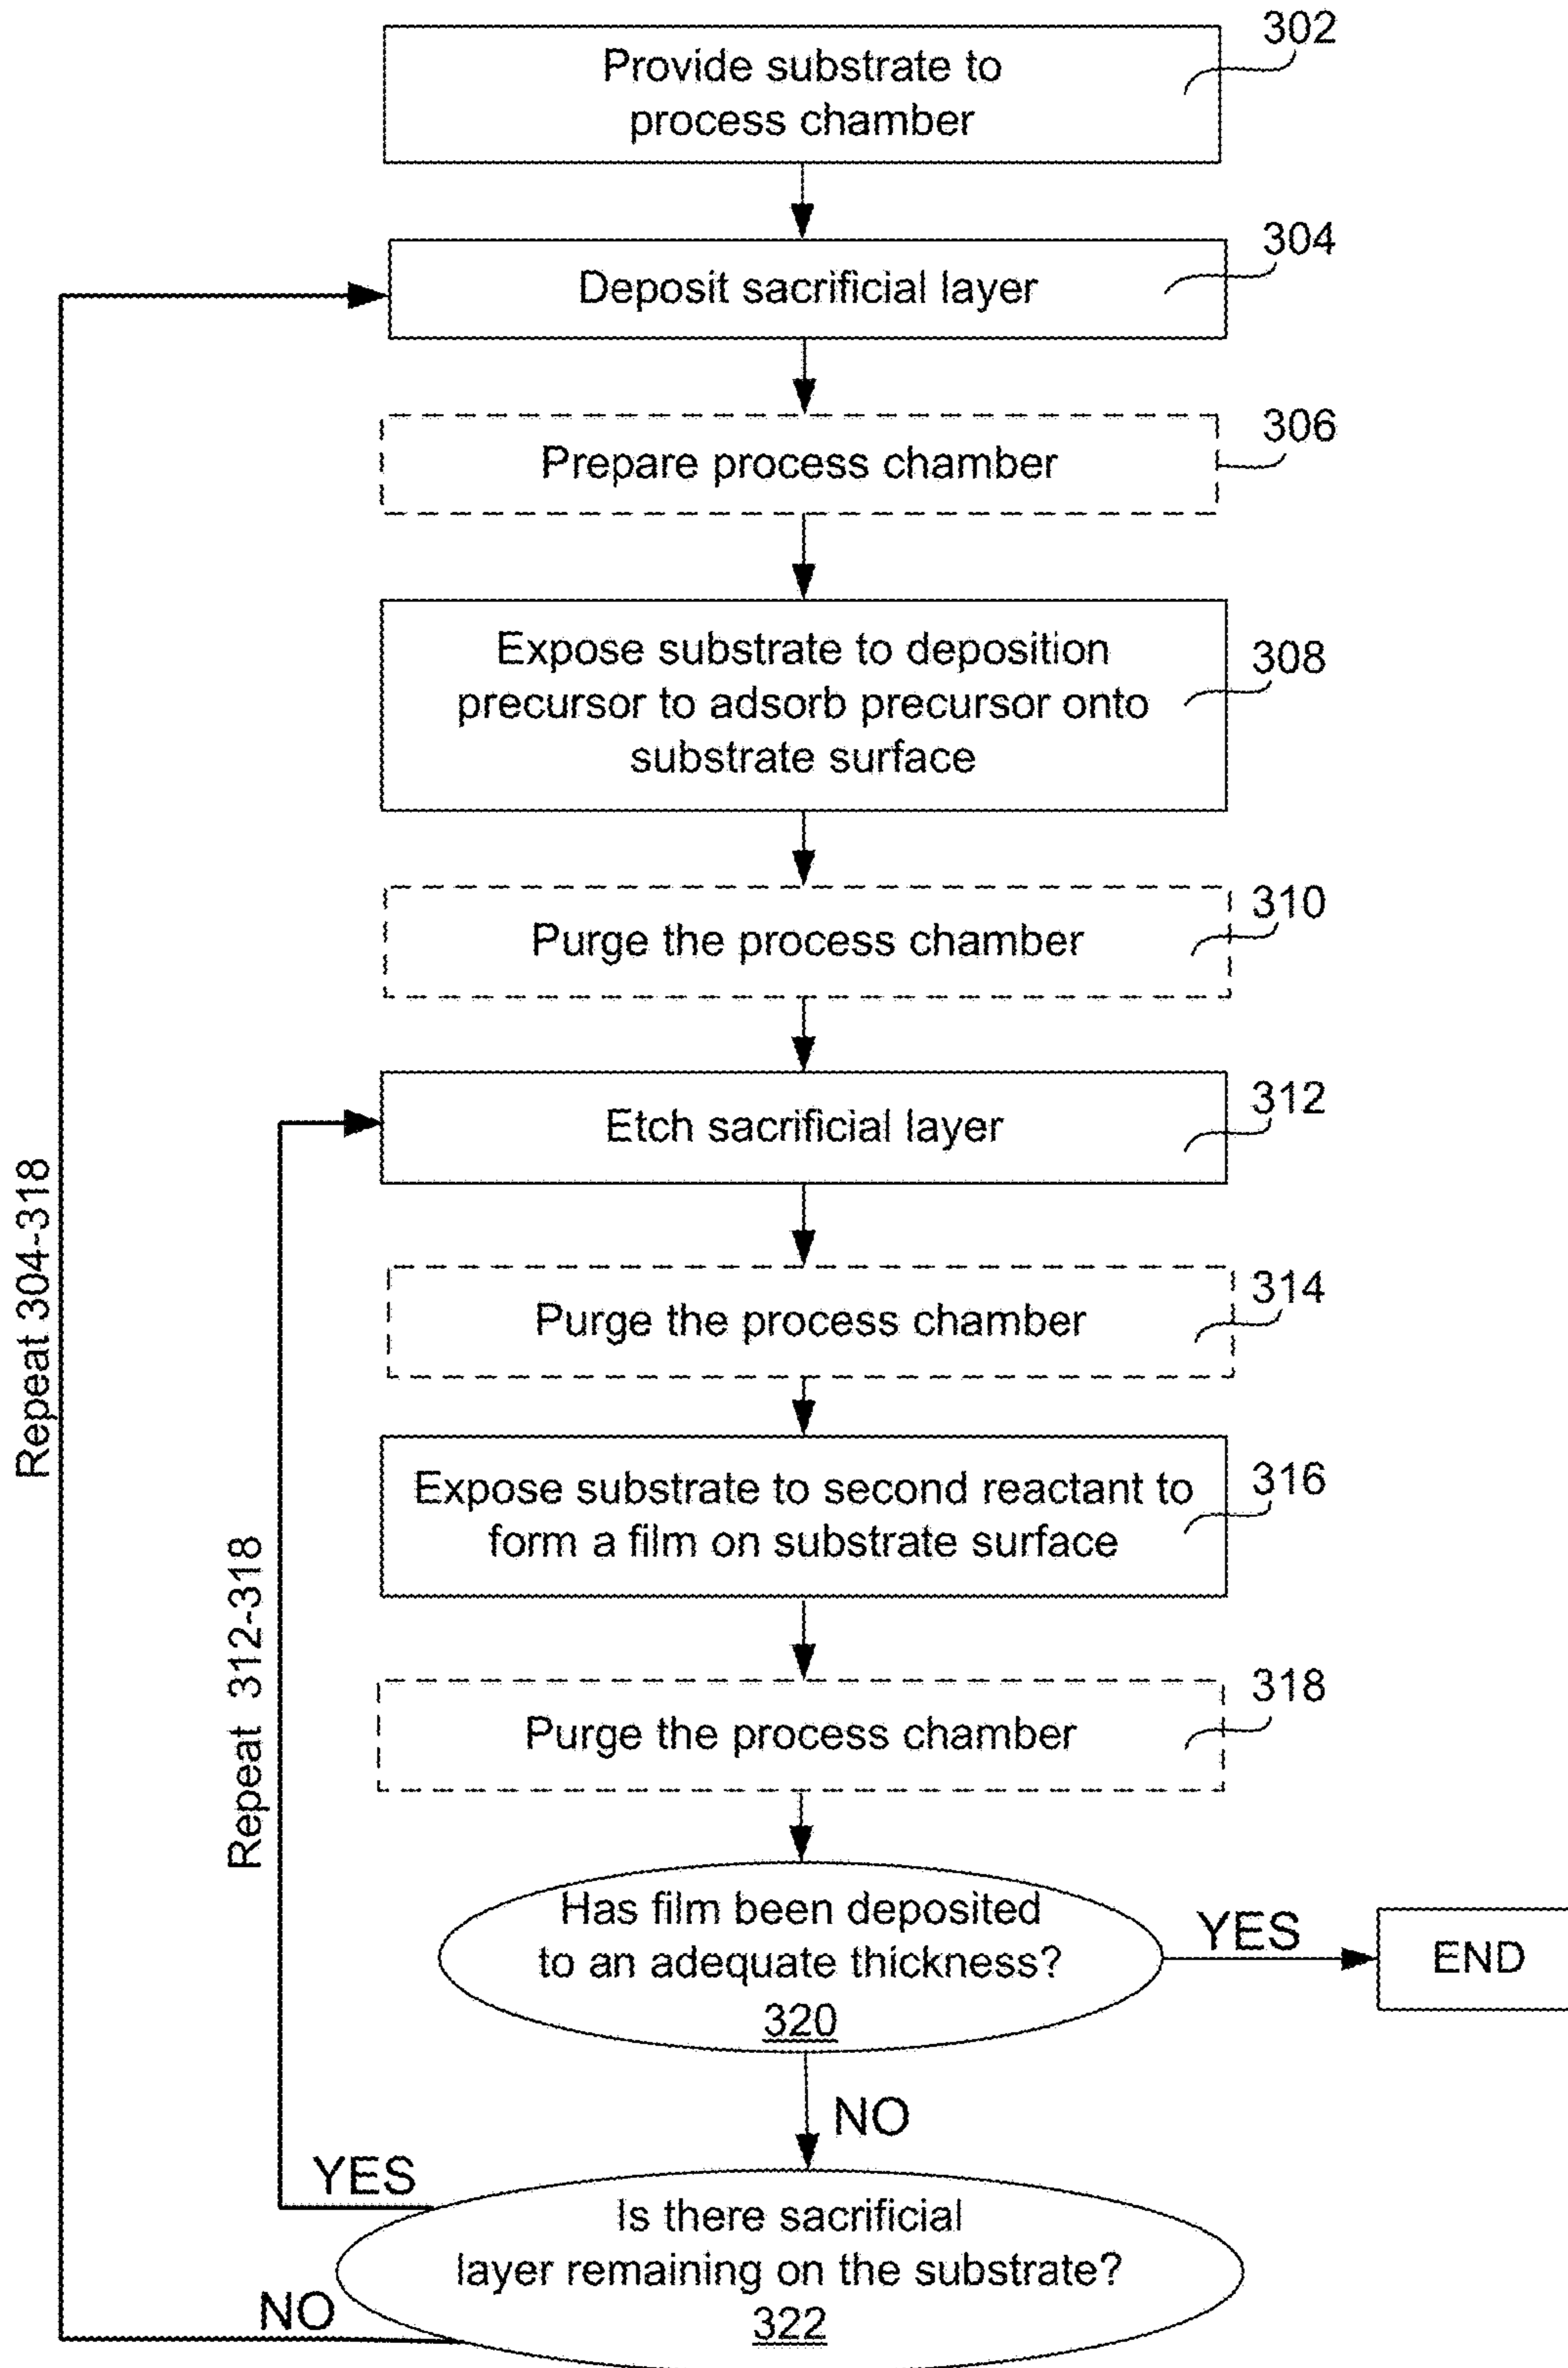 302
Provide substrate to
process chamber
304
Deposit sacrificial layer
306
Prepare process chamber
308
Expose substrate to deposition
precursor to adsorb precursor onto
substrate surface
310
Purge the process chamber
312
Etch sacrificial layer
314
Purge the process chamber
316
Expose substrate to second reactant to
form a film on substrate surface
318
Purge the process chamber
Repeat 304-318
Repeat 312-318
Has film been deposited
to an adequate thickness?
320
YES
END
NO
YES
Is there sacrificial
layer remaining on the substrate?
322
NO